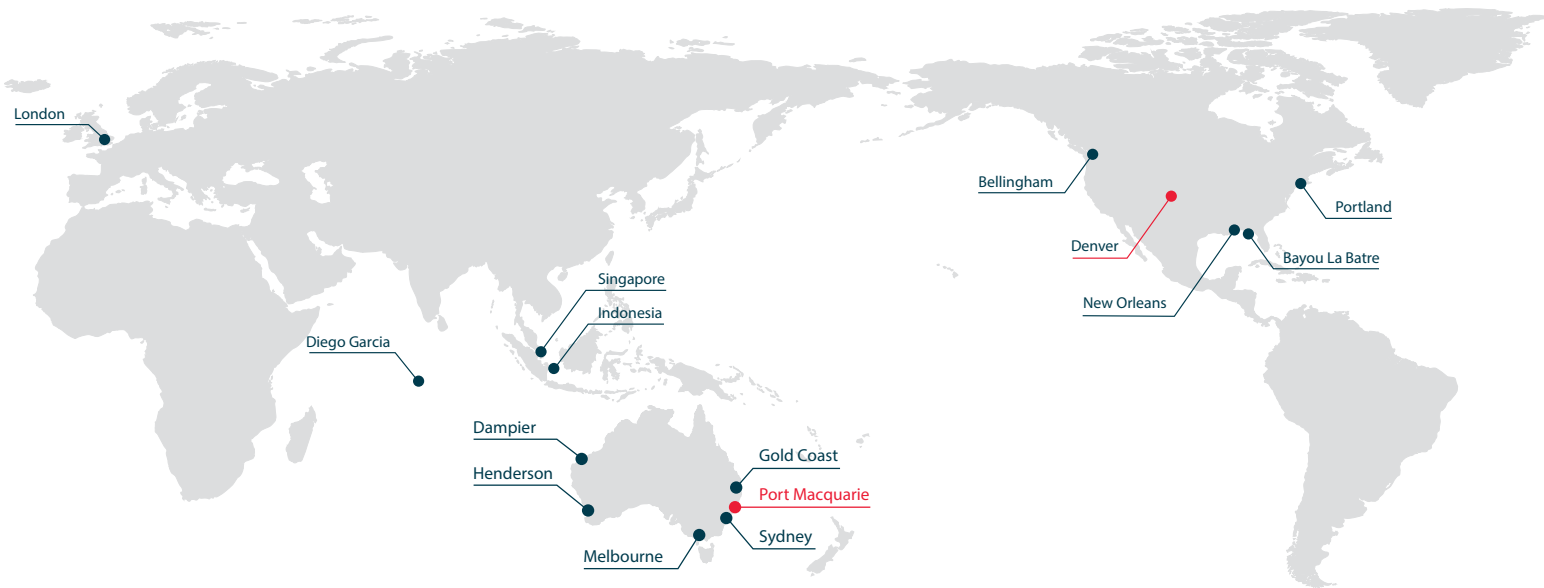 London
Bellingham
Portland
Denver
Bayou La Batre
Singapore
New Orleans
Indonesia
Diego Garcia
Dampier
Gold Coast
Henderson
Port Macquarie
Sydney
Melbourne